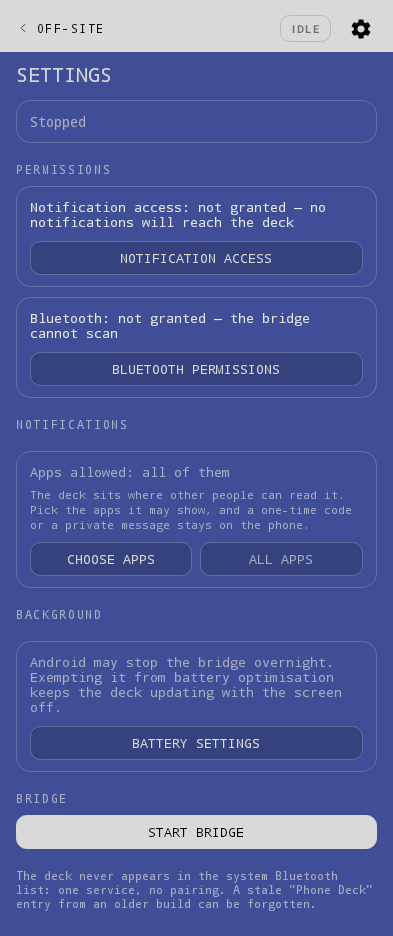 OFF-SITE
IDLE
SETTINGS
Stopped
PERMISSIONS
Notification access: not granted — no
notifications will reach the deck
NOTIFICATION ACCESS
Bluetooth: not granted — the bridge
cannot scan
BLUETOOTH PERMISSIONS
NOTIFICATIONS
Apps allowed: all of them
The deck sits where other people can read it.
Pick the apps it may show, and a one-time code
or a private message stays on the phone.
CHOOSE APPS
ALL APPS
BACKGROUND
Android may stop the bridge overnight.
Exempting it from battery optimisation
keeps the deck updating with the screen
off.
BATTERY SETTINGS
BRIDGE
START BRIDGE
The deck never appears in the system Bluetooth
list: one service, no pairing. A stale "Phone Deck"
entry from an older build can be forgotten.